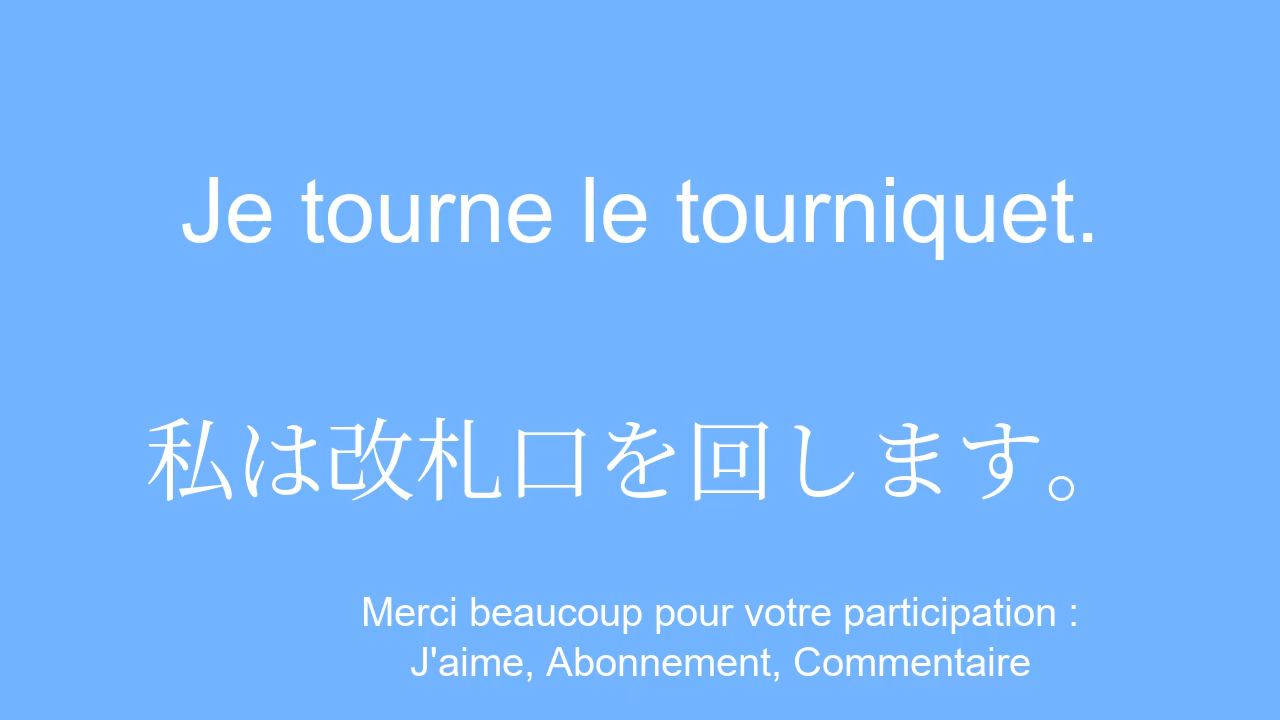 Je tourne le tourniquet.
私は改札口を回します。
Merci beaucoup pour votre participation :
J'aime, Abonnement, Commentaire